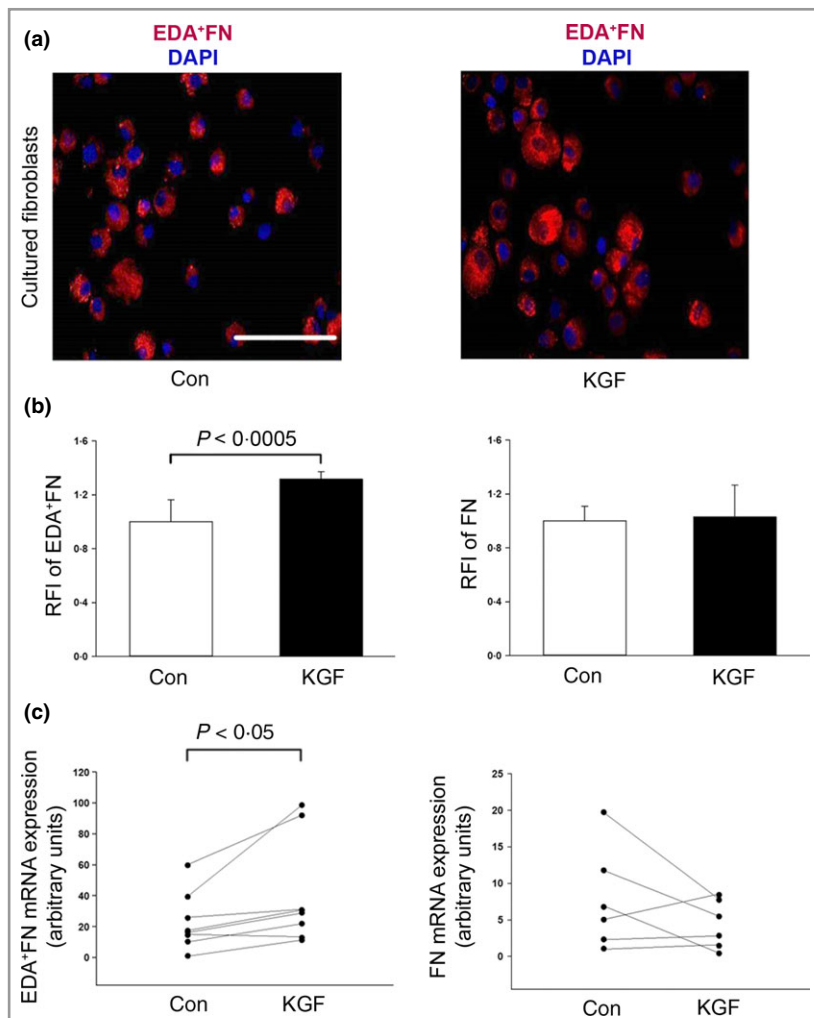 (a)
EDA⁺FN
DAPI
EDA⁺FN
DAPI
Cultured fibroblasts
Con
KGF
(b)
RFI of EDA⁺FN
1·6
1·2
0·8
0·4
0·0
P < 0·0005
Con
KGF
RFI of FN
1·6
1·2
0·8
0·4
0·0
Con
KGF
(c)
EDA⁺FN mRNA expression
(arbitrary units)
120
100
80
60
40
20
0
P < 0·05
Con
KGF
FN mRNA expression
(arbitrary units)
25
20
15
10
5
0
Con
KGF